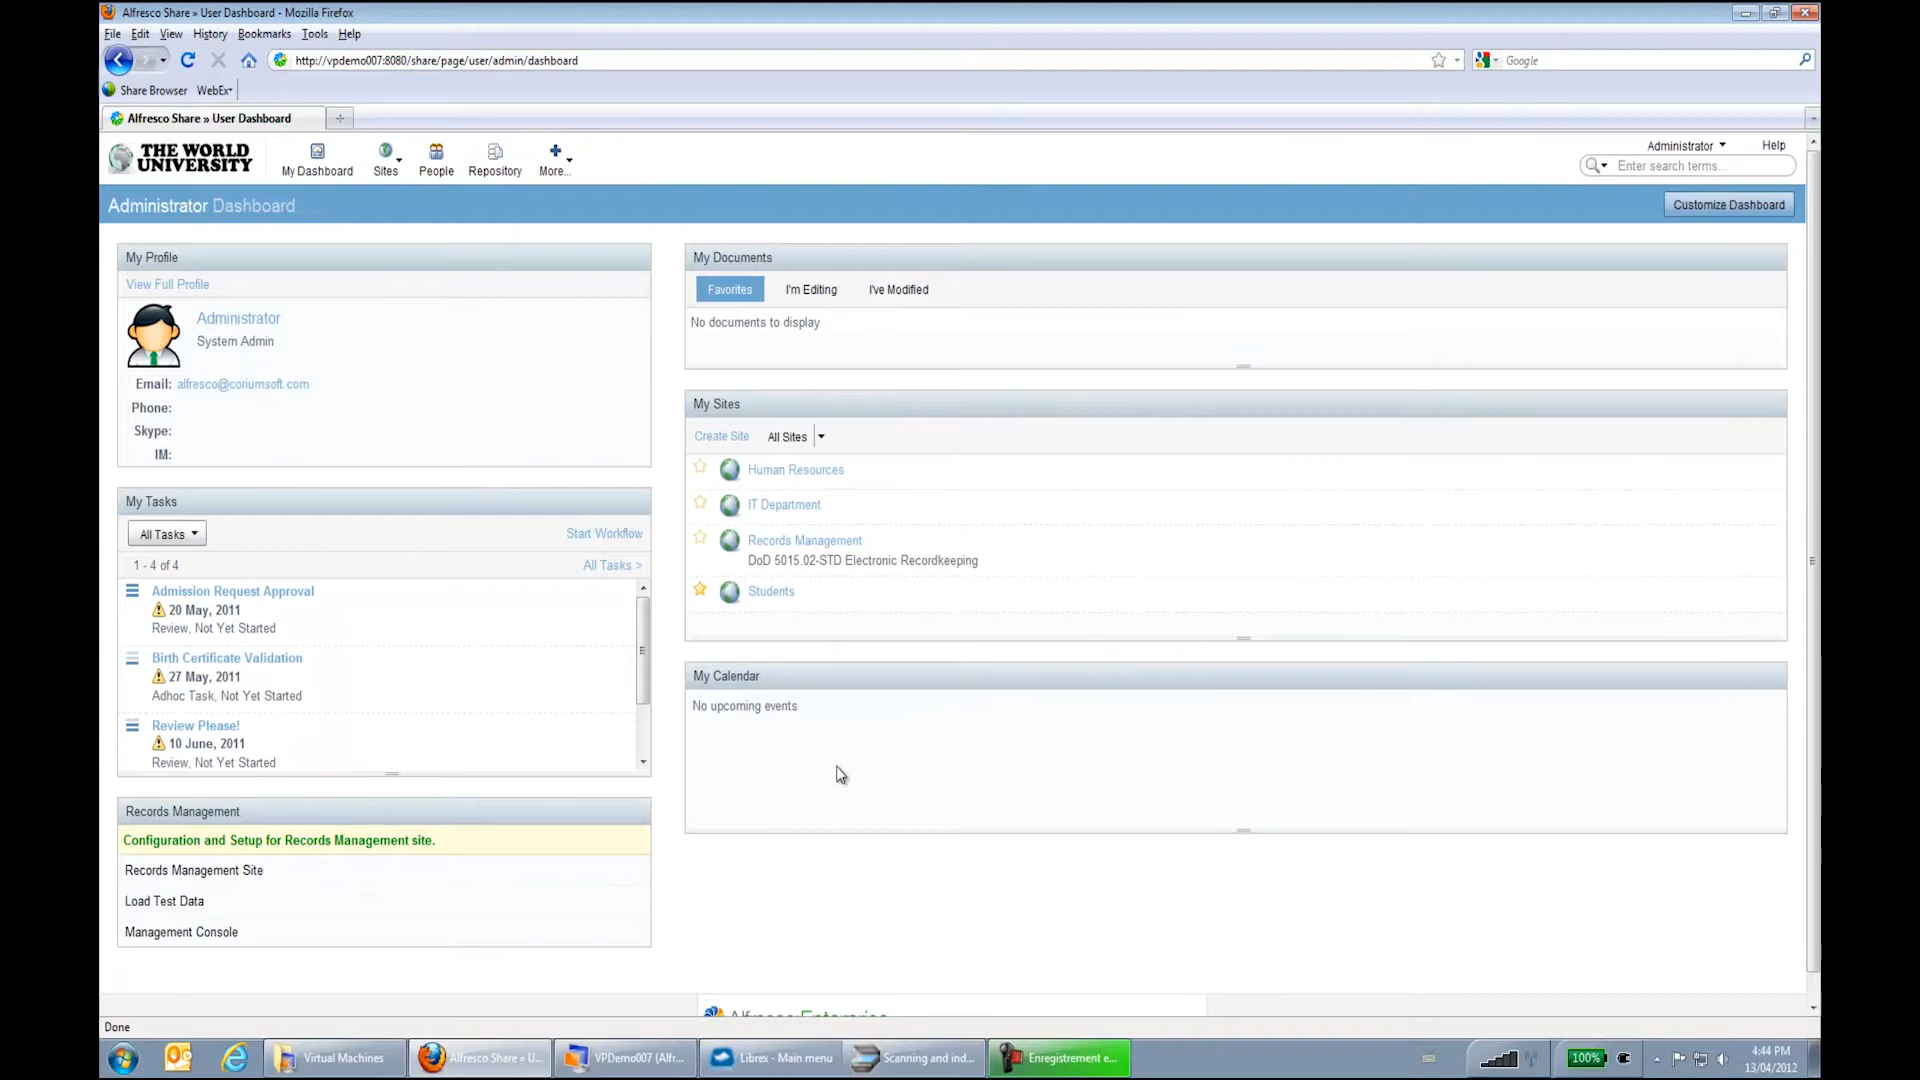 Alfresco Share » User Dashboard - Mozilla Firefox
File Edit View History Bookmarks Tools Help
http://vpdemo007:8080/share/page/user/admin/dashboard
Google
Share Browser WebEx
Alfresco Share » User Dashboard
THE WORLD
UNIVERSITY
My Dashboard Sites People Repository More...
Administrator Help
Enter search terms...
Administrator Dashboard
Customize Dashboard
My Profile
View Full Profile
Administrator
System Admin
Email: alfresco@coriumsoft.com
Phone:
Skype:
IM:
My Tasks
All Tasks Start Workflow
1 - 4 of 4 All Tasks >
Admission Request Approval
20 May, 2011
Review, Not Yet Started
Birth Certificate Validation
27 May, 2011
Adhoc Task, Not Yet Started
Review Please!
10 June, 2011
Review, Not Yet Started
Records Management
Configuration and Setup for Records Management site.
Records Management Site
Load Test Data
Management Console
My Documents
Favorites I'm Editing I've Modified
No documents to display
My Sites
Create Site All Sites
Human Resources
IT Department
Records Management
DoD 5015.02-STD Electronic Recordkeeping
Students
My Calendar
No upcoming events
Alfresco Enterprise
Done
Virtual Machines Alfresco Share » U... VPDemo007 (Alfr... Librex - Main menu Scanning and ind... Enregistrement e...
100%
4:44 PM
13/04/2012